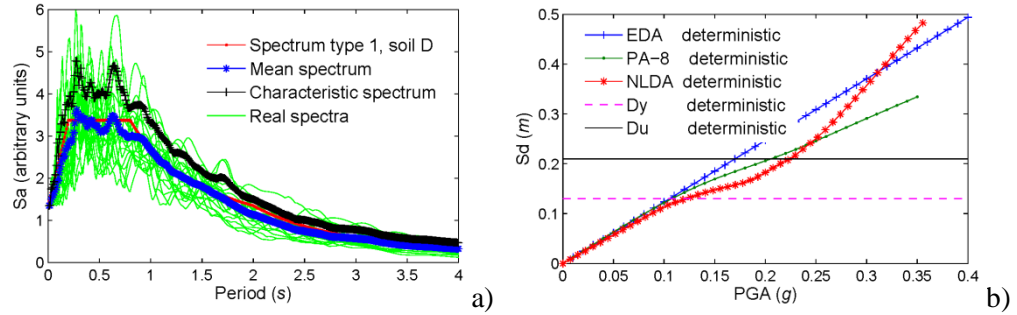 6
5
4
3
2
1
0
Sa (arbitrary units)
Spectrum type 1, soil D
Mean spectrum
Characteristic spectrum
Real spectra
0 0.5 1 1.5 2 2.5 3 3.5 4
Period (s)
a)
0.5
0.4
0.3
0.2
0.1
0
Sd (m)
EDA deterministic
PA-8 deterministic
NLDA deterministic
Dy deterministic
Du deterministic
0 0.05 0.1 0.15 0.2 0.25 0.3 0.35 0.4
PGA (g)
b)